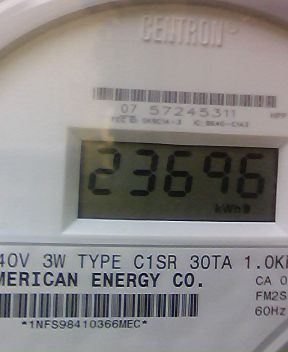 CENTRON®
07 57245311
23696
kWh
40V 3W TYPE C1SR 30TA 1.0K
MERICAN ENERGY CO.
CA 0
FM2S
60Hz
*1NFS98410366MEC*